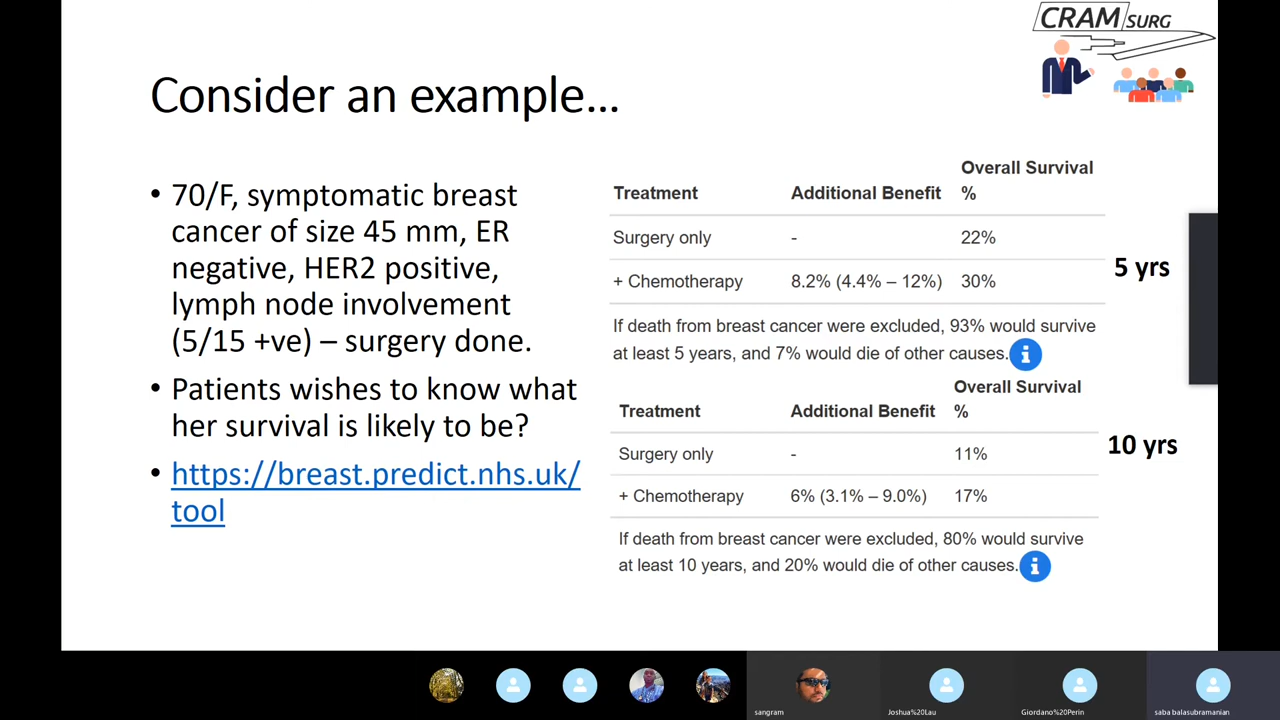 CRAM SURG
Consider an example…
• 70/F, symptomatic breast
cancer of size 45 mm, ER
negative, HER2 positive,
lymph node involvement
(5/15 +ve) – surgery done.
• Patients wishes to know what
her survival is likely to be?
• https://breast.predict.nhs.uk/
tool
Overall Survival
Treatment Additional Benefit %
Surgery only - 22%
+ Chemotherapy 8.2% (4.4% – 12%) 30%
5 yrs
If death from breast cancer were excluded, 93% would survive
at least 5 years, and 7% would die of other causes.
Overall Survival
Treatment Additional Benefit %
Surgery only - 11%
+ Chemotherapy 6% (3.1% – 9.0%) 17%
10 yrs
If death from breast cancer were excluded, 80% would survive
at least 10 years, and 20% would die of other causes.
sangram
Joshua%20Lau
Giordano%20Perin
saba balasubramanian